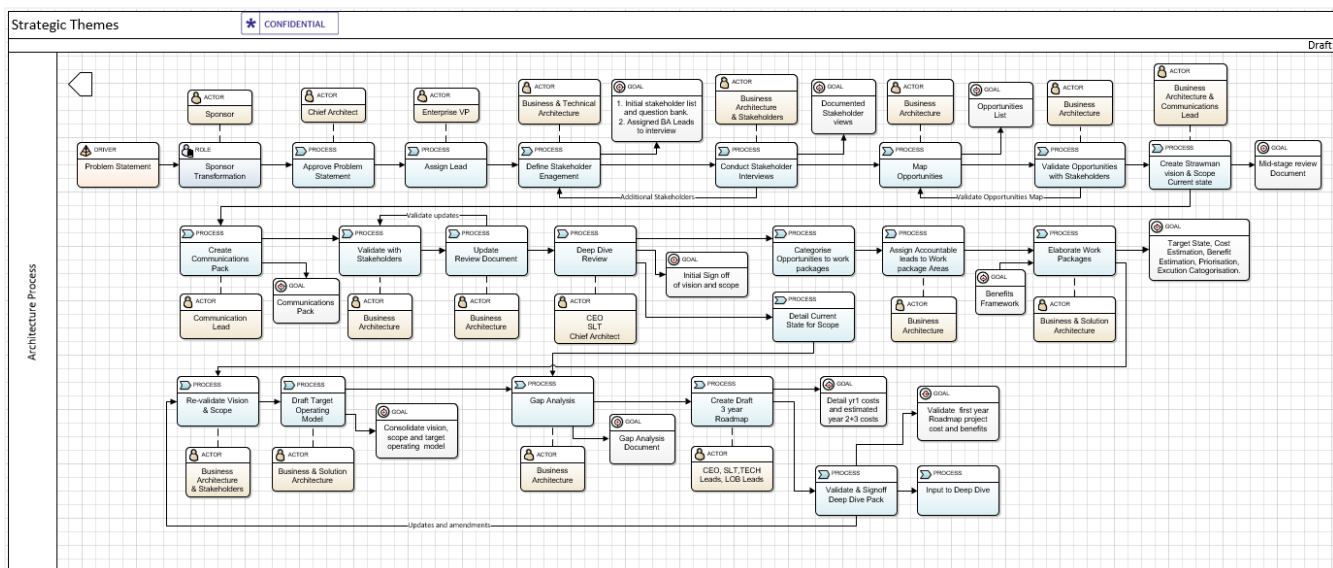 Strategic Themes
CONFIDENTIAL
Draft
Architecture Process
ACTOR
Sponsor
ACTOR
Chief Architect
ACTOR
Enterprise VP
ACTOR
Business & Technical
Architecture
GOAL
1. Initial stakeholder list
and question bank.
2. Assigned BA Leads
to interview
ACTOR
Business
Architecture
& Stakeholders
GOAL
Documented
Stakeholder
views
ACTOR
Business
Architecture
GOAL
Opportunities
List
ACTOR
Business
Architecture
ACTOR
Business
Architecture &
Communications
Lead
DRIVER
Problem Statement
ROLE
Sponsor
Transformation
PROCESS
Approve Problem
Statement
PROCESS
Assign Lead
PROCESS
Define Stakeholder
Enagement
PROCESS
Conduct Stakeholder
Interviews
PROCESS
Map
Opportunities
PROCESS
Validate Opportunities
with Stakeholders
PROCESS
Create Strawman
vision & Scope
Current state
GOAL
Mid-stage review
Document
Additional Stakeholders
Validate Opportunities Map
Validate updates
PROCESS
Create
Communications
Pack
PROCESS
Validate with
Stakeholders
PROCESS
Update
Review Document
PROCESS
Deep Dive
Review
GOAL
Initial Sign off
of vision and scope
PROCESS
Categorise
Opportunities to work
packages
PROCESS
Assign Accountable
leads to Work
package Areas
PROCESS
Elaborate Work
Packages
GOAL
Target State, Cost
Estimation, Benefit
Estimation, Priorisation,
Excution Catogorisation.
ACTOR
Communication
Lead
GOAL
Communications
Pack
ACTOR
Business
Architecture
ACTOR
Business
Architecture
ACTOR
CEO
SLT
Chief Architect
PROCESS
Detail Current
State for Scope
ACTOR
Business
Architecture
GOAL
Benefits
Framework
ACTOR
Business & Solution
Architecture
PROCESS
Re-validate Vision
& Scope
PROCESS
Draft Target
Operating
Model
GOAL
Consolidate vision,
scope and target
operating model
PROCESS
Gap Analysis
GOAL
Gap Analysis
Document
PROCESS
Create Draft
3 year
Roadmap
GOAL
Detail yr1 costs
and estimated
year 2+3 costs
GOAL
Validate first year
Roadmap project
cost and benefits
ACTOR
Business
Architecture
& Stakeholders
ACTOR
Business & Solution
Architecture
ACTOR
Business
Architecture
ACTOR
CEO, SLT,TECH
Leads, LOB Leads
PROCESS
Validate & Signoff
Deep Dive Pack
PROCESS
Input to Deep Dive
Updates and amendments